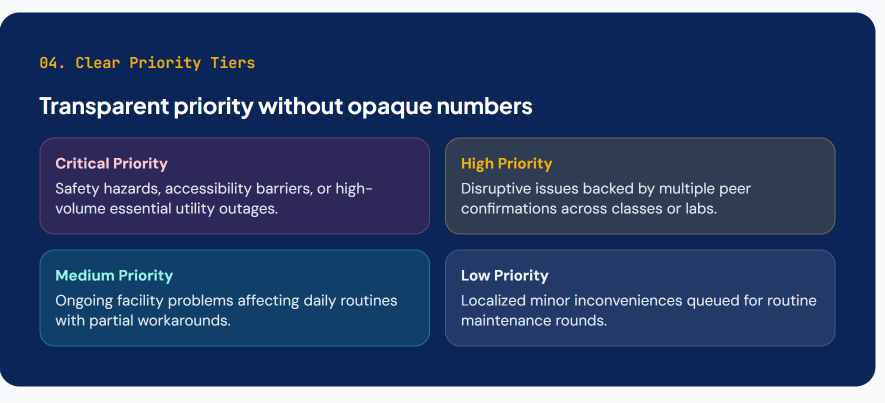 04. Clear Priority Tiers
Transparent priority without opaque numbers
Critical Priority
Safety hazards, accessibility barriers, or high-
volume essential utility outages.
High Priority
Disruptive issues backed by multiple peer
confirmations across classes or labs.
Medium Priority
Ongoing facility problems affecting daily routines
with partial workarounds.
Low Priority
Localized minor inconveniences queued for routine
maintenance rounds.